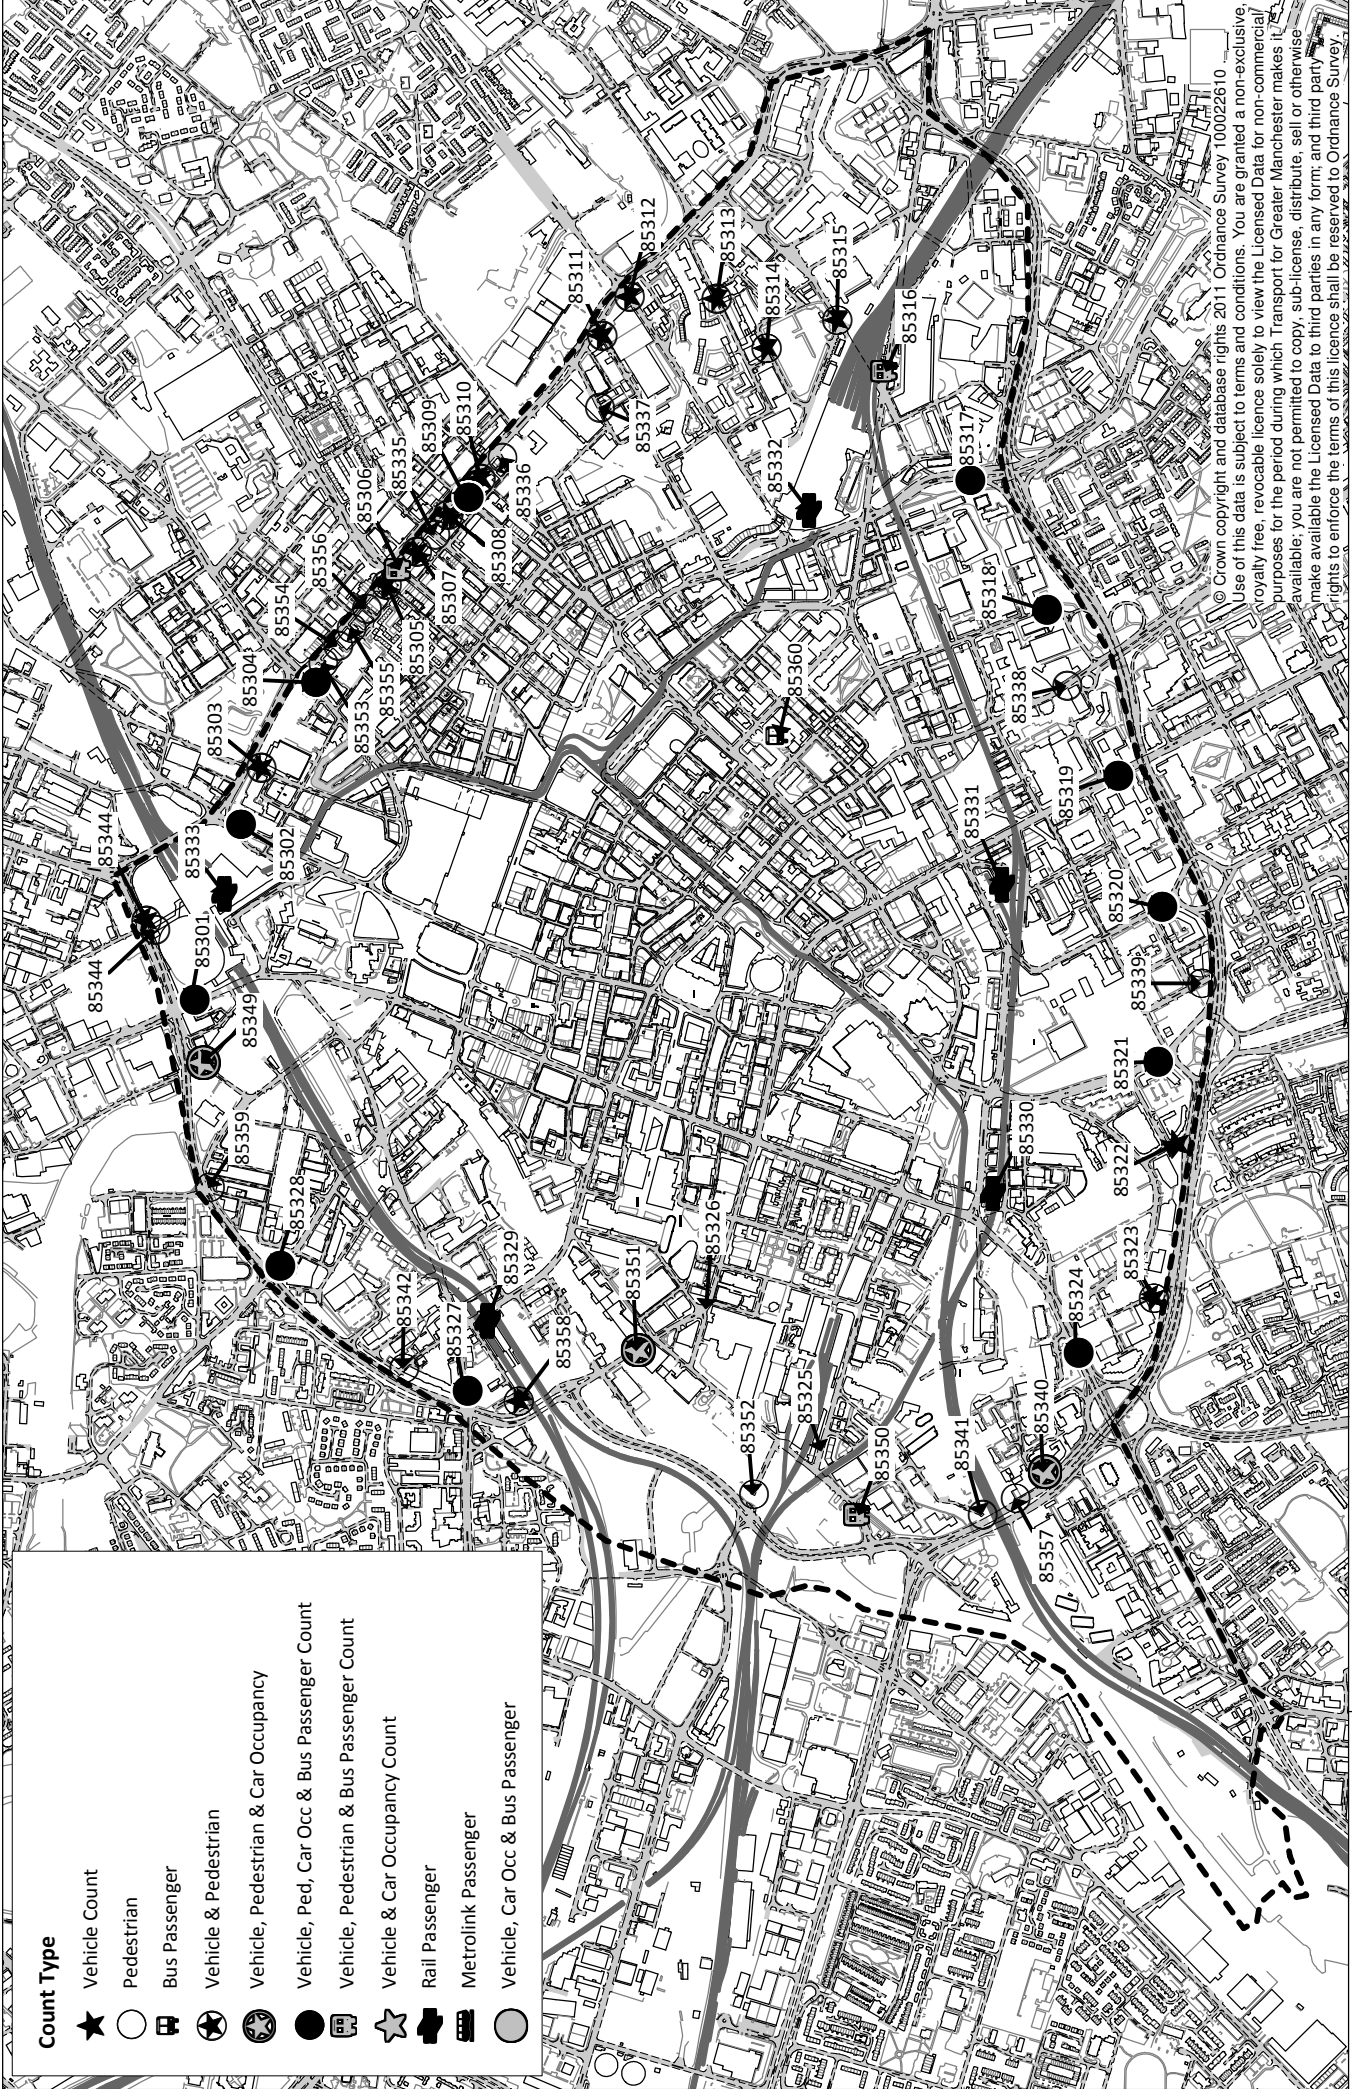 Count Type
Vehicle Count
Pedestrian
Bus Passenger
Vehicle & Pedestrian
Vehicle, Pedestrian & Car Occupancy
Vehicle, Ped, Car Occ & Bus Passenger Count
Vehicle, Pedestrian & Bus Passenger Count
Vehicle & Car Occupancy Count
Rail Passenger
Metrolink Passenger
Vehicle, Car Occ & Bus Passenger
85344
85344
85333
85301
85302
85303
85304
85349
85359
85328
85342
85327
85329
85358
85351
85326
85352
85325
85350
85341
85357
85340
85324
85323
85322
85321
85339
85320
85319
85338
85318
85317
85330
85331
85360
85332
85316
85315
85314
85313
85312
85311
85337
85336
85310
85309
85335
85308
85307
85306
85305
85356
85354
85355
85353
© Crown copyright and database rights 2011 Ordnance Survey 100022610
Use of this data is subject to terms and conditions. You are granted a non-exclusive,
royalty free, revocable licence solely to view the Licensed Data for non-commercial
purposes for the period during which Transport for Greater Manchester makes it
available; you are not permitted to copy, sub-license, distribute, sell or otherwise
make available the Licensed Data to third parties in any form; and third party
rights to enforce the terms of this licence shall be reserved to Ordnance Survey.